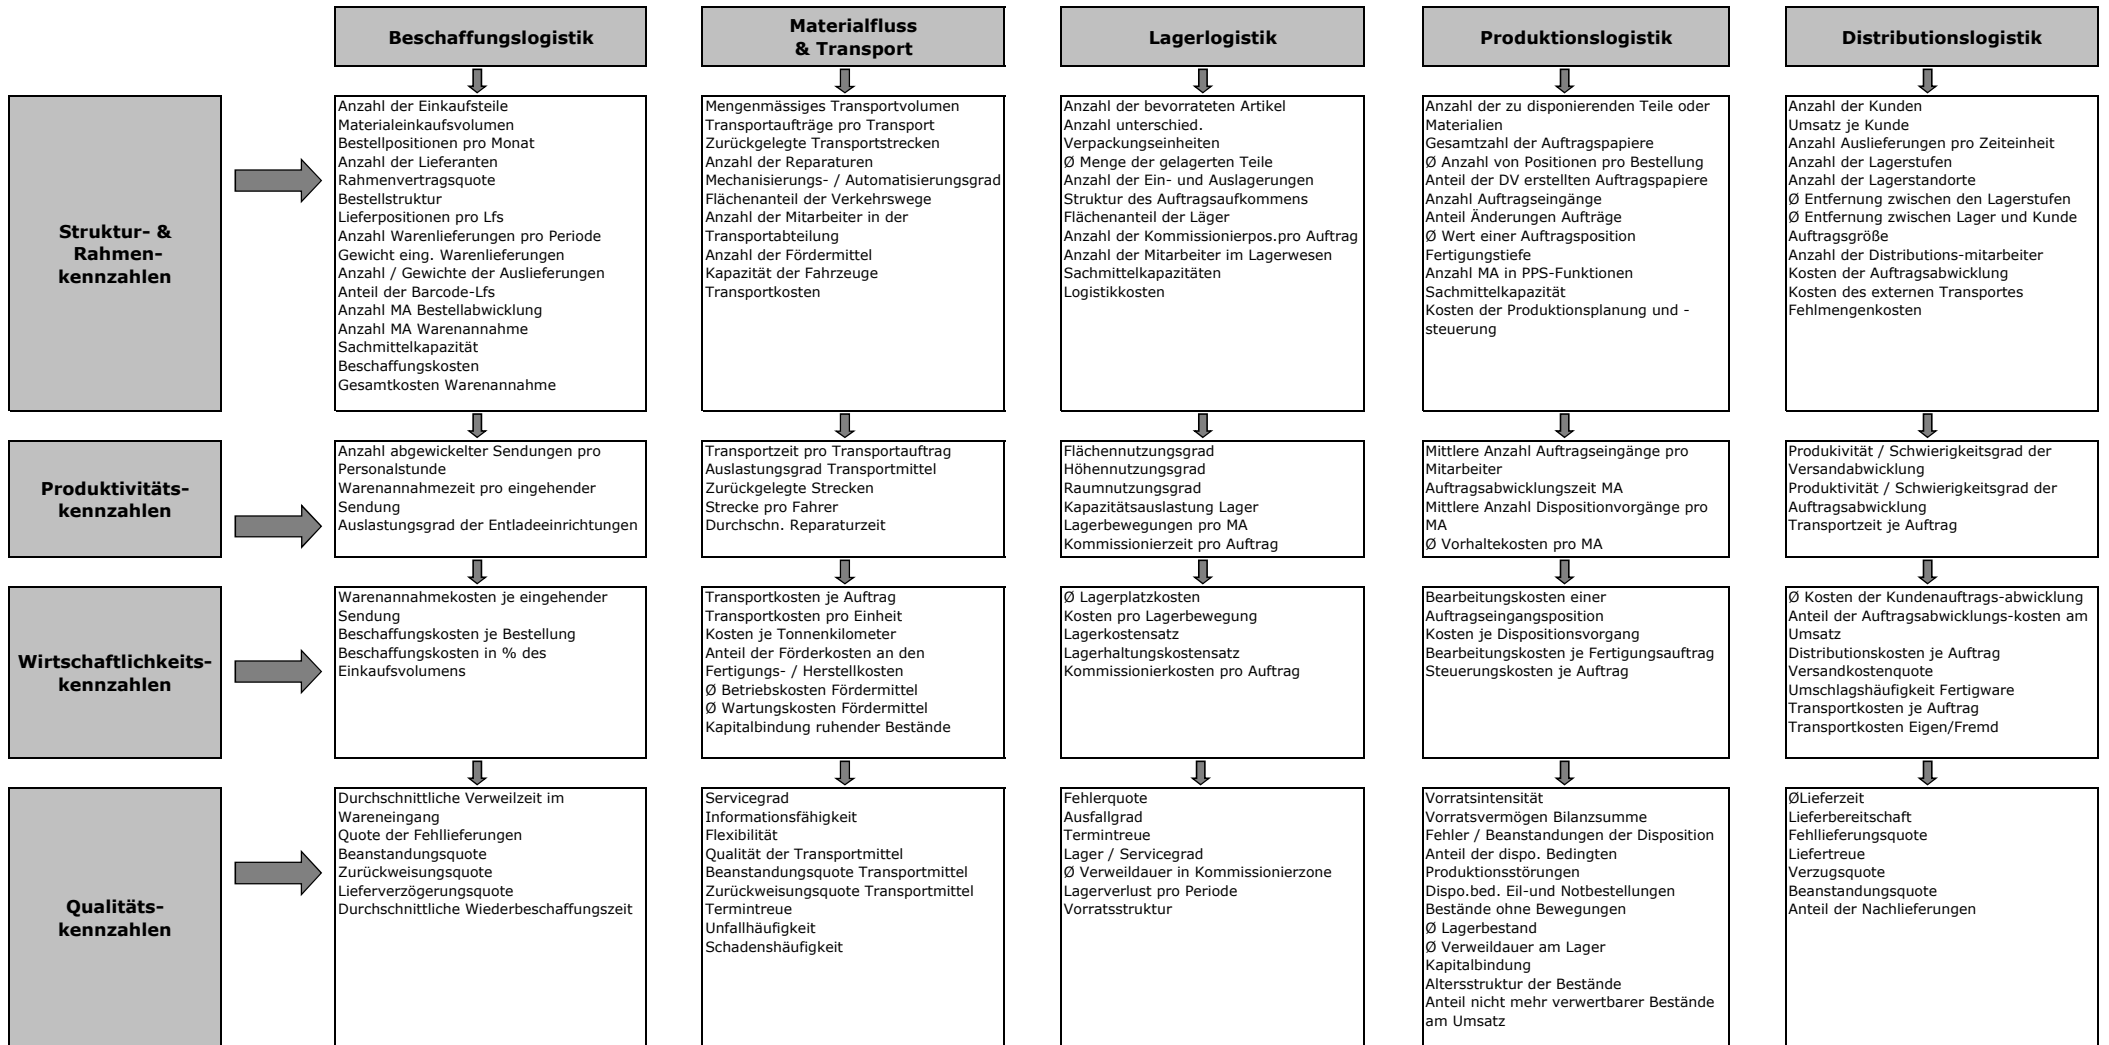 Beschaffungslogistik
Materialfluss
& Transport
Lagerlogistik
Produktionslogistik
Distributionslogistik
Struktur- &
Rahmen-
kennzahlen
Anzahl der Einkaufsteile
Materialeinkaufsvolumen
Bestellpositionen pro Monat
Anzahl der Lieferanten
Rahmenvertragsquote
Bestellstruktur
Lieferpositionen pro Lfs
Anzahl Warenlieferungen pro Periode
Gewicht eing. Warenlieferungen
Anzahl / Gewichte der Auslieferungen
Anteil der Barcode-Lfs
Anzahl MA Bestellabwicklung
Anzahl MA Warenannahme
Sachmittelkapazität
Beschaffungskosten
Gesamtkosten Warenannahme
Mengenmässiges Transportvolumen
Transportaufträge pro Transport
Zurückgelegte Transportstrecken
Anzahl der Reparaturen
Mechanisierungs- / Automatisierungsgrad
Flächenanteil der Verkehrswege
Anzahl der Mitarbeiter in der
Transportabteilung
Anzahl der Fördermittel
Kapazität der Fahrzeuge
Transportkosten
Anzahl der bevorrateten Artikel
Anzahl unterschied.
Verpackungseinheiten
Ø Menge der gelagerten Teile
Anzahl der Ein- und Auslagerungen
Struktur des Auftragsaufkommens
Flächenanteil der Läger
Anzahl der Kommissionierpos.pro Auftrag
Anzahl der Mitarbeiter im Lagerwesen
Sachmittelkapazitäten
Logistikkosten
Anzahl der zu disponierenden Teile oder
Materialien
Gesamtzahl der Auftragspapiere
Ø Anzahl von Positionen pro Bestellung
Anteil der DV erstellten Auftragspapiere
Anzahl Auftragseingänge
Anteil Änderungen Aufträge
Ø Wert einer Auftragsposition
Fertigungstiefe
Anzahl MA in PPS-Funktionen
Sachmittelkapazität
Kosten der Produktionsplanung und -
steuerung
Anzahl der Kunden
Umsatz je Kunde
Anzahl Auslieferungen pro Zeiteinheit
Anzahl der Lagerstufen
Anzahl der Lagerstandorte
Ø Entfernung zwischen den Lagerstufen
Ø Entfernung zwischen Lager und Kunde
Auftragsgröße
Anzahl der Distributions-mitarbeiter
Kosten der Auftragsabwicklung
Kosten des externen Transportes
Fehlmengenkosten
Produktivitäts-
kennzahlen
Anzahl abgewickelter Sendungen pro
Personalstunde
Warenannahmezeit pro eingehender
Sendung
Auslastungsgrad der Entladeeinrichtungen
Transportzeit pro Transportauftrag
Auslastungsgrad Transportmittel
Zurückgelegte Strecken
Strecke pro Fahrer
Durchschn. Reparaturzeit
Flächennutzungsgrad
Höhennutzungsgrad
Raumnutzungsgrad
Kapazitätsauslastung Lager
Lagerbewegungen pro MA
Kommissionierzeit pro Auftrag
Mittlere Anzahl Auftragseingänge pro
Mitarbeiter
Auftragsabwicklungszeit MA
Mittlere Anzahl Dispositionvorgänge pro
MA
Ø Vorhaltekosten pro MA
Produkivität / Schwierigkeitsgrad der
Versandabwicklung
Produktivität / Schwierigkeitsgrad der
Auftragsabwicklung
Transportzeit je Auftrag
Wirtschaftlichkeits-
kennzahlen
Warenannahmekosten je eingehender
Sendung
Beschaffungskosten je Bestellung
Beschaffungskosten in % des
Einkaufsvolumens
Transportkosten je Auftrag
Transportkosten pro Einheit
Kosten je Tonnenkilometer
Anteil der Förderkosten an den
Fertigungs- / Herstellkosten
Ø Betriebskosten Fördermittel
Ø Wartungskosten Fördermittel
Kapitalbindung ruhender Bestände
Ø Lagerplatzkosten
Kosten pro Lagerbewegung
Lagerkostensatz
Lagerhaltungskostensatz
Kommissionierkosten pro Auftrag
Bearbeitungskosten einer
Auftragseingangsposition
Kosten je Dispositionsvorgang
Bearbeitungskosten je Fertigungsauftrag
Steuerungskosten je Auftrag
Ø Kosten der Kundenauftrags-abwicklung
Anteil der Auftragsabwicklungs-kosten am
Umsatz
Distributionskosten je Auftrag
Versandkostenquote
Umschlagshäufigkeit Fertigware
Transportkosten je Auftrag
Transportkosten Eigen/Fremd
Qualitäts-
kennzahlen
Durchschnittliche Verweilzeit im
Wareneingang
Quote der Fehllieferungen
Beanstandungsquote
Zurückweisungsquote
Lieferverzögerungsquote
Durchschnittliche Wiederbeschaffungszeit
Servicegrad
Informationsfähigkeit
Flexibilität
Qualität der Transportmittel
Beanstandungsquote Transportmittel
Zurückweisungsquote Transportmittel
Termintreue
Unfallhäufigkeit
Schadenshäufigkeit
Fehlerquote
Ausfallgrad
Termintreue
Lager / Servicegrad
Ø Verweildauer in Kommissionierzone
Lagerverlust pro Periode
Vorratsstruktur
Vorratsintensität
Vorratsvermögen Bilanzsumme
Fehler / Beanstandungen der Disposition
Anteil der dispo. Bedingten
Produktionsstörungen
Dispo.bed. Eil-und Notbestellungen
Bestände ohne Bewegungen
Ø Lagerbestand
Ø Verweildauer am Lager
Kapitalbindung
Altersstruktur der Bestände
Anteil nicht mehr verwertbarer Bestände
am Umsatz
ØLieferzeit
Lieferbereitschaft
Fehllieferungsquote
Liefertreue
Verzugsquote
Beanstandungsquote
Anteil der Nachlieferungen